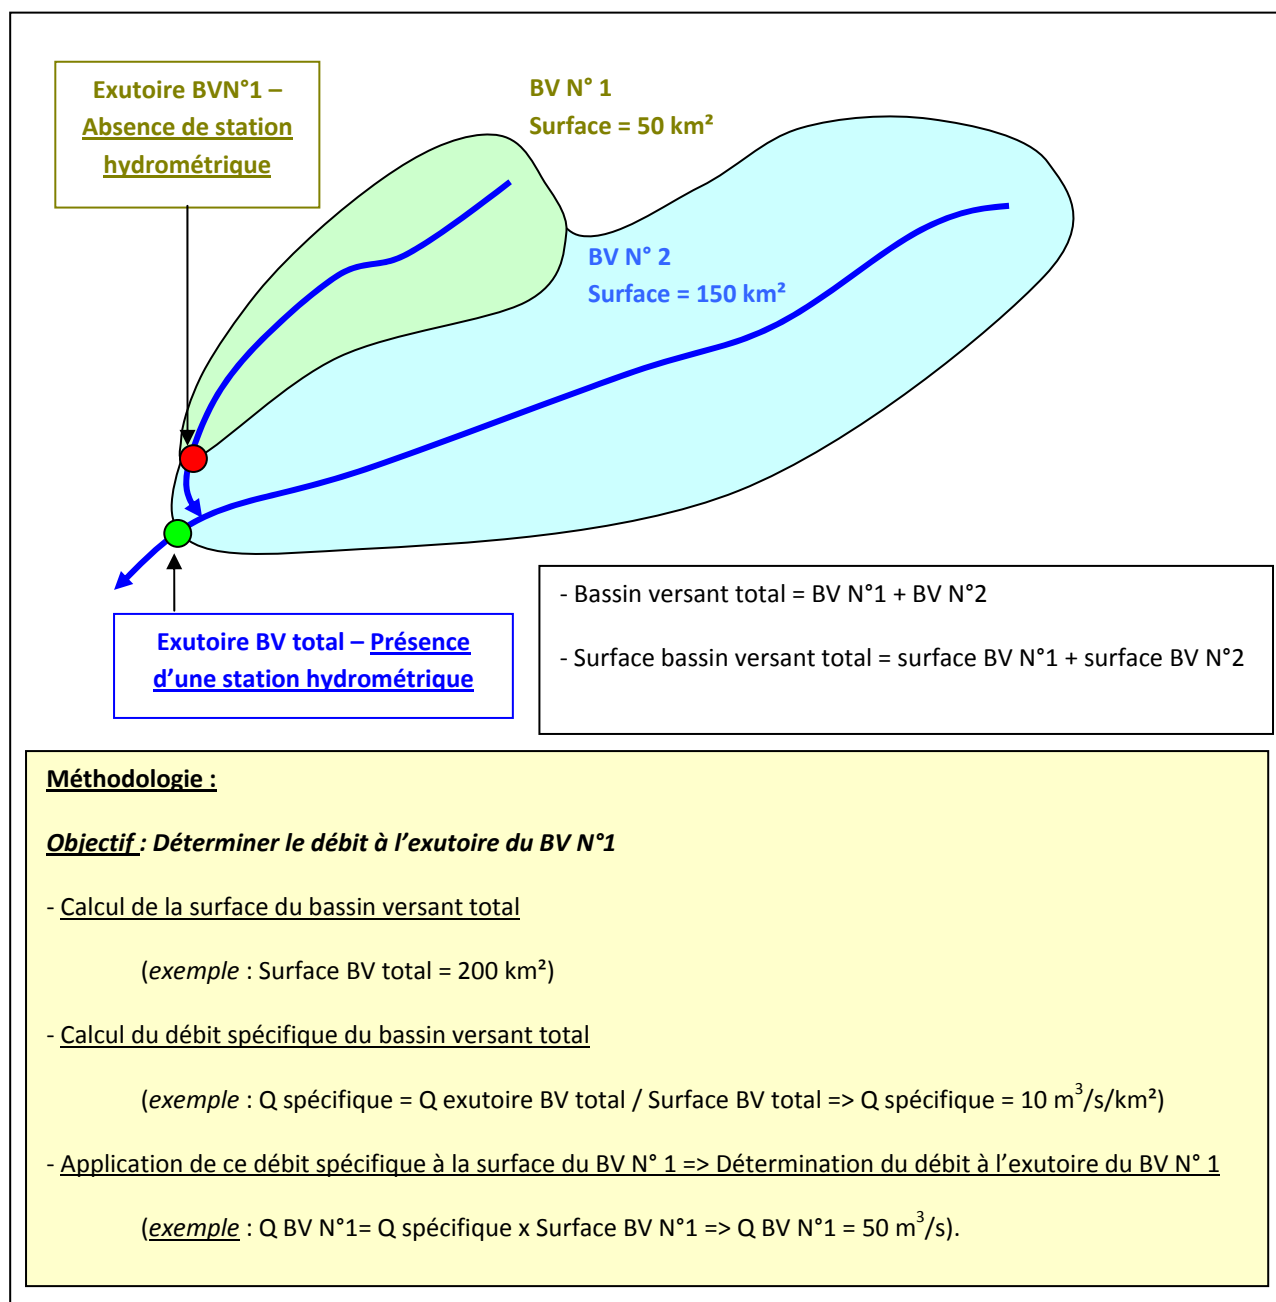 Exutoire BVN°1 –
Absence de station
hydrométrique
BV N° 1
Surface = 50 km²
BV N° 2
Surface = 150 km²
Exutoire BV total – Présence
d’une station hydrométrique
- Bassin versant total = BV N°1 + BV N°2
- Surface bassin versant total = surface BV N°1 + surface BV N°2
Méthodologie :
Objectif : Déterminer le débit à l’exutoire du BV N°1
- Calcul de la surface du bassin versant total
(exemple : Surface BV total = 200 km²)
- Calcul du débit spécifique du bassin versant total
(exemple : Q spécifique = Q exutoire BV total / Surface BV total => Q spécifique = 10 m³/s/km²)
- Application de ce débit spécifique à la surface du BV N° 1 => Détermination du débit à l’exutoire du BV N° 1
(exemple : Q BV N°1= Q spécifique x Surface BV N°1 => Q BV N°1 = 50 m³/s).